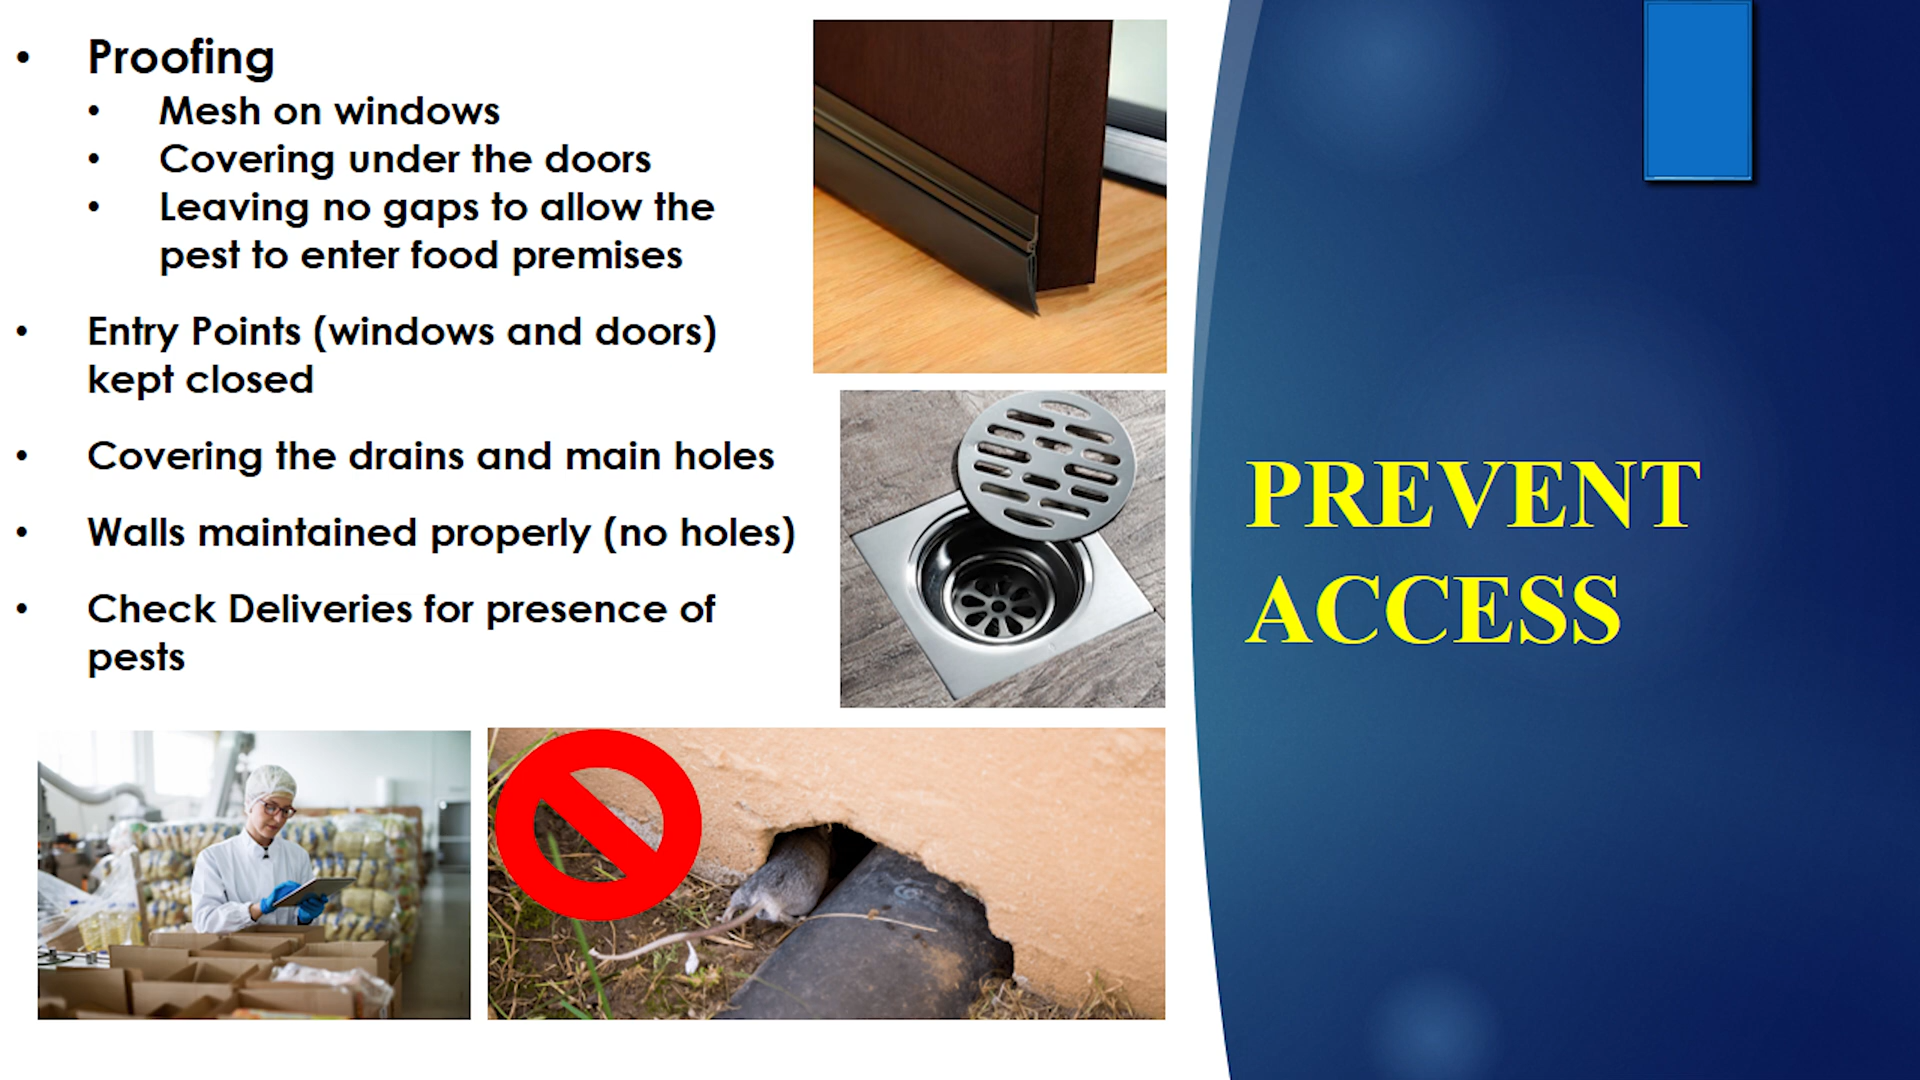 • Proofing
• Mesh on windows
• Covering under the doors
• Leaving no gaps to allow the
pest to enter food premises
• Entry Points (windows and doors)
kept closed
• Covering the drains and main holes
• Walls maintained properly (no holes)
• Check Deliveries for presence of
pests
PREVENT
ACCESS